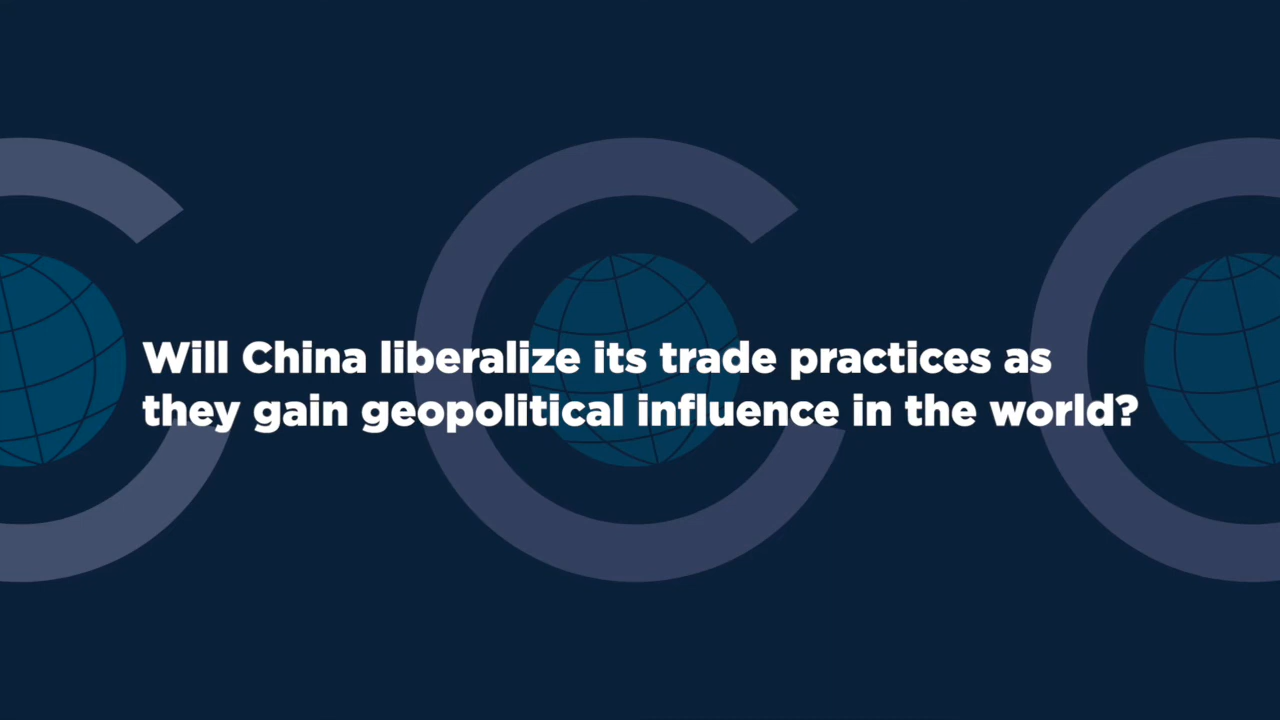 Will China liberalize its trade practices as
they gain geopolitical influence in the world?